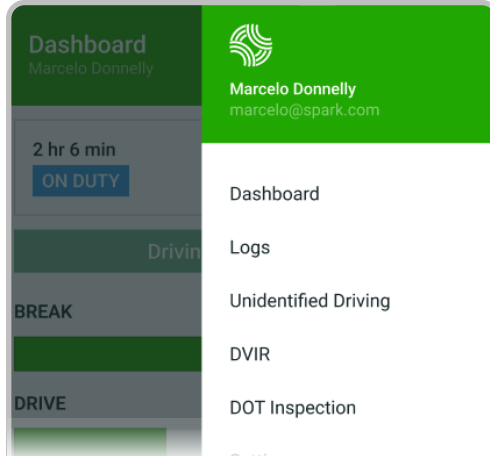 Dashboard
Marcelo Donnelly
2 hr 6 min
ON DUTY
Drivin
BREAK
DRIVE
Marcelo Donnelly
marcelo@spark.com
Dashboard
Logs
Unidentified Driving
DVIR
DOT Inspection